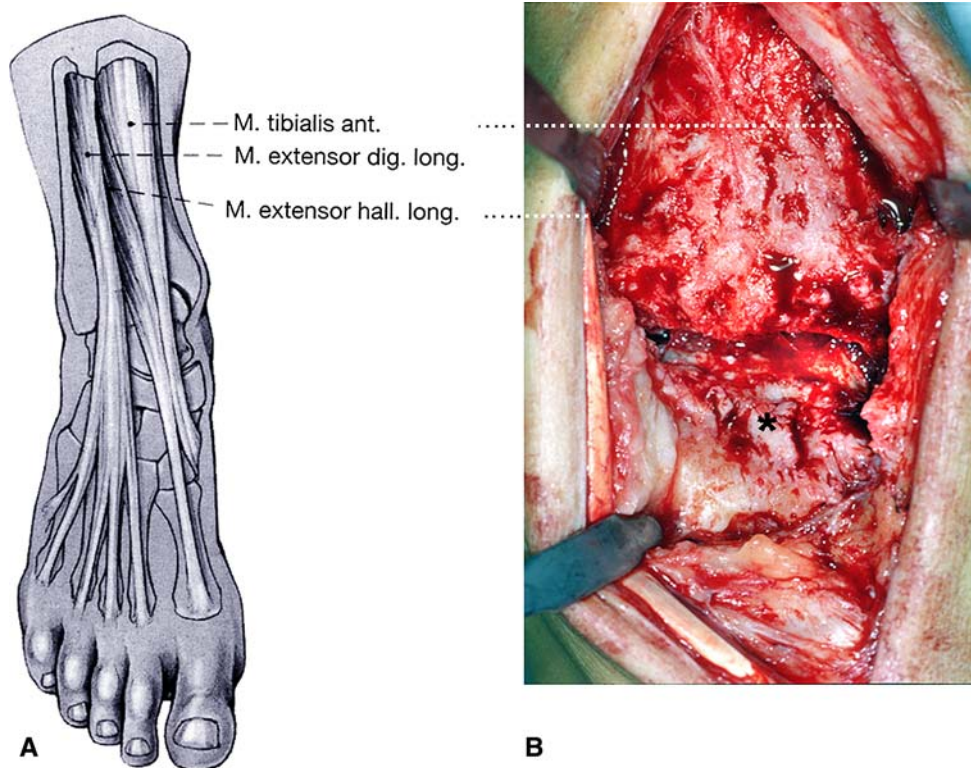 M. tibialis ant.
M. extensor dig. long.
M. extensor hall. long.
*
A
B